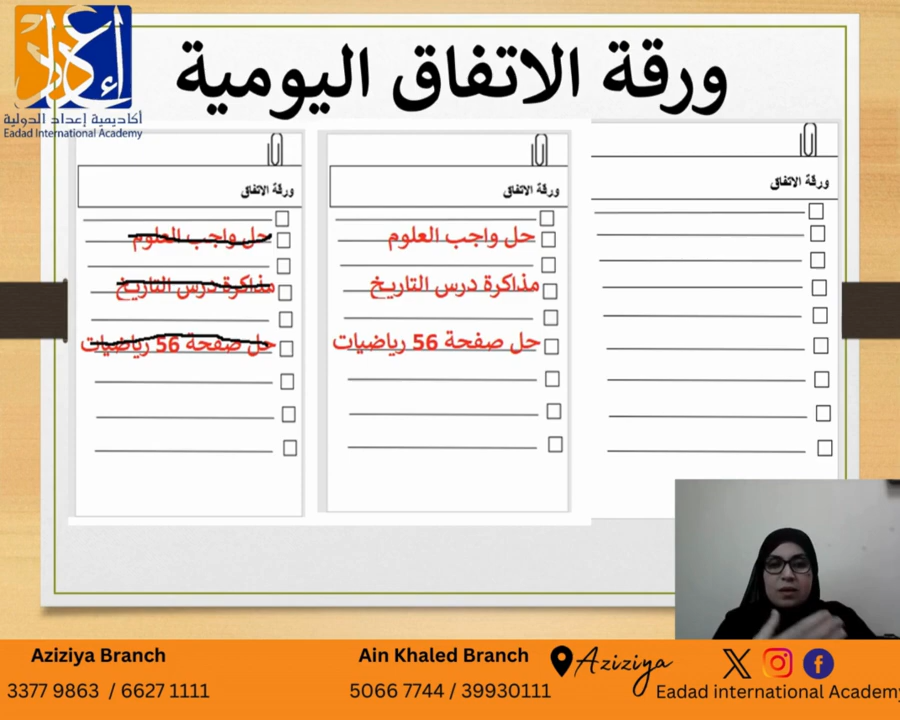 ورقة الاتفاق اليومية
أكاديمية إعداد الدولية
Eadad International Academy
ورقة الاتفاق
ورقة الاتفاق
حل واجب العلوم
مذاكرة درس التاريخ
حل صفحة 56 رياضيات
ورقة الاتفاق
حل واجب العلوم
مذاكرة درس التاريخ
حل صفحة 56 رياضيات
Aziziya Branch
3377 9863 / 6627 1111
Ain Khaled Branch
5066 7744 / 39930111
Aziziya
Eadad international Academy